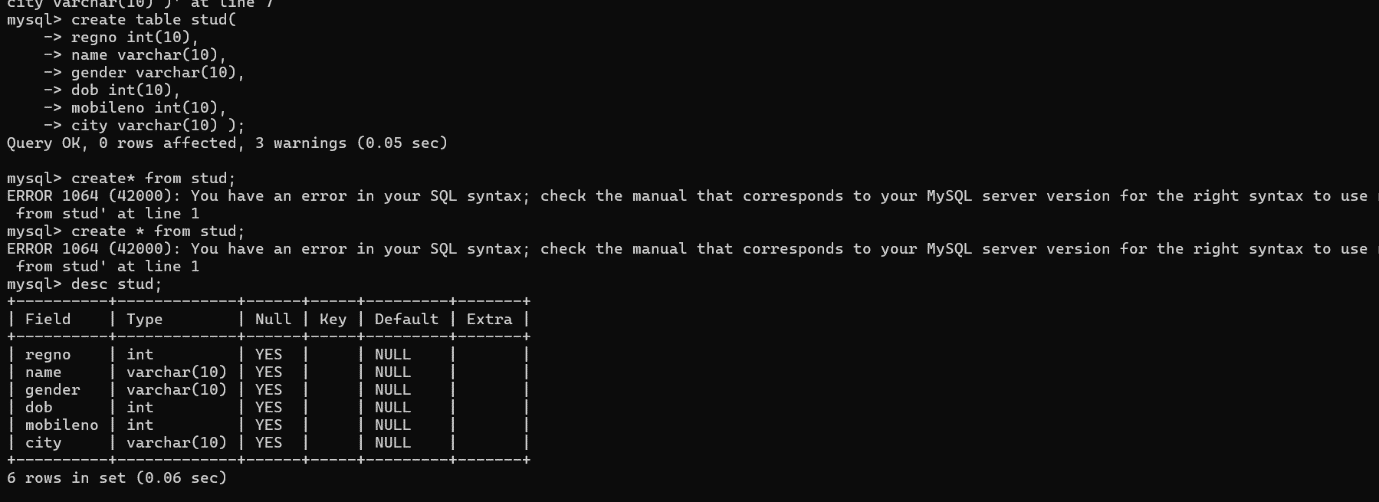 city varchar(10) )' at line 7
mysql> create table stud(
    -> regno int(10),
    -> name varchar(10),
    -> gender varchar(10),
    -> dob int(10),
    -> mobileno int(10),
    -> city varchar(10) );
Query OK, 0 rows affected, 3 warnings (0.05 sec)

mysql> create* from stud;
ERROR 1064 (42000): You have an error in your SQL syntax; check the manual that corresponds to your MySQL server version for the right syntax to use
 from stud' at line 1
mysql> create * from stud;
ERROR 1064 (42000): You have an error in your SQL syntax; check the manual that corresponds to your MySQL server version for the right syntax to use
 from stud' at line 1
mysql> desc stud;
+----------+-------------+------+-----+---------+-------+
| Field    | Type        | Null | Key | Default | Extra |
+----------+-------------+------+-----+---------+-------+
| regno    | int         | YES  |     | NULL    |       |
| name     | varchar(10) | YES  |     | NULL    |       |
| gender   | varchar(10) | YES  |     | NULL    |       |
| dob      | int         | YES  |     | NULL    |       |
| mobileno | int         | YES  |     | NULL    |       |
| city     | varchar(10) | YES  |     | NULL    |       |
+----------+-------------+------+-----+---------+-------+
6 rows in set (0.06 sec)